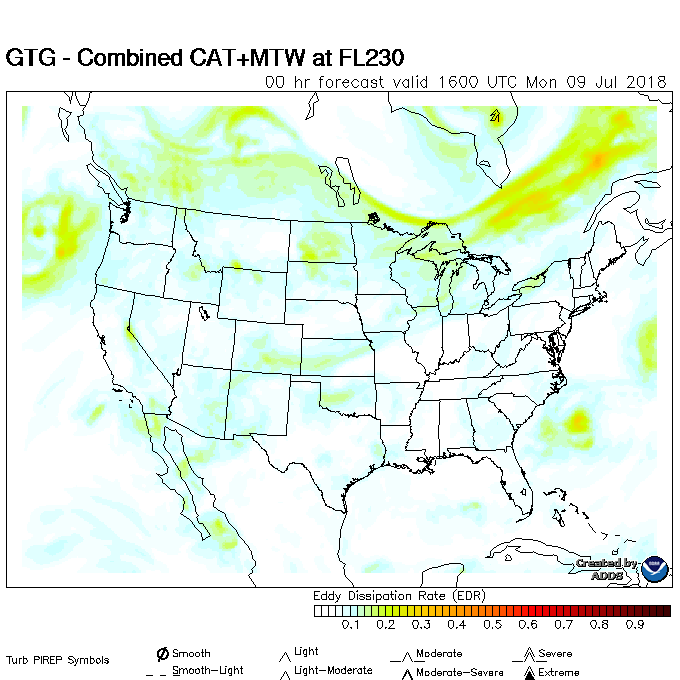 GTG - Combined CAT+MTW at FL230
00 hr forecast valid 1600 UTC Mon 09 Jul 2018
21
Created by
ADDS
Eddy Dissipation Rate (EDR)
0.1 0.2 0.3 0.4 0.5 0.6 0.7 0.8 0.9
Turb PIREP Symbols
Smooth Light Moderate Severe
Smooth-Light Light-Moderate Moderate-Severe Extreme